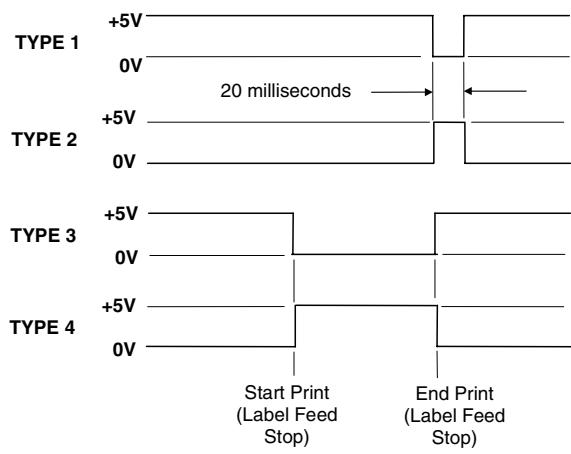 +5V
TYPE 1
0V
20 milliseconds
+5V
TYPE 2
0V
+5V
TYPE 3
0V
+5V
TYPE 4
0V
Start Print
(Label Feed
Stop)
End Print
(Label Feed
Stop)